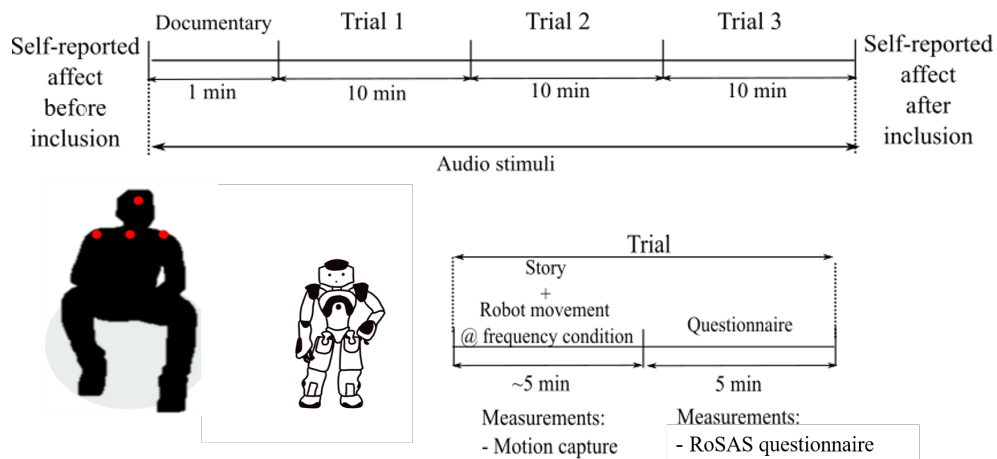 Self-reported
affect
before
inclusion
Documentary
Trial 1
Trial 2
Trial 3
1 min
10 min
10 min
10 min
Audio stimuli
Self-reported
affect
after
inclusion
Trial
Story
+
Robot movement
@ frequency condition
Questionnaire
~5 min
5 min
Measurements:
- Motion capture
Measurements:
- RoSAS questionnaire